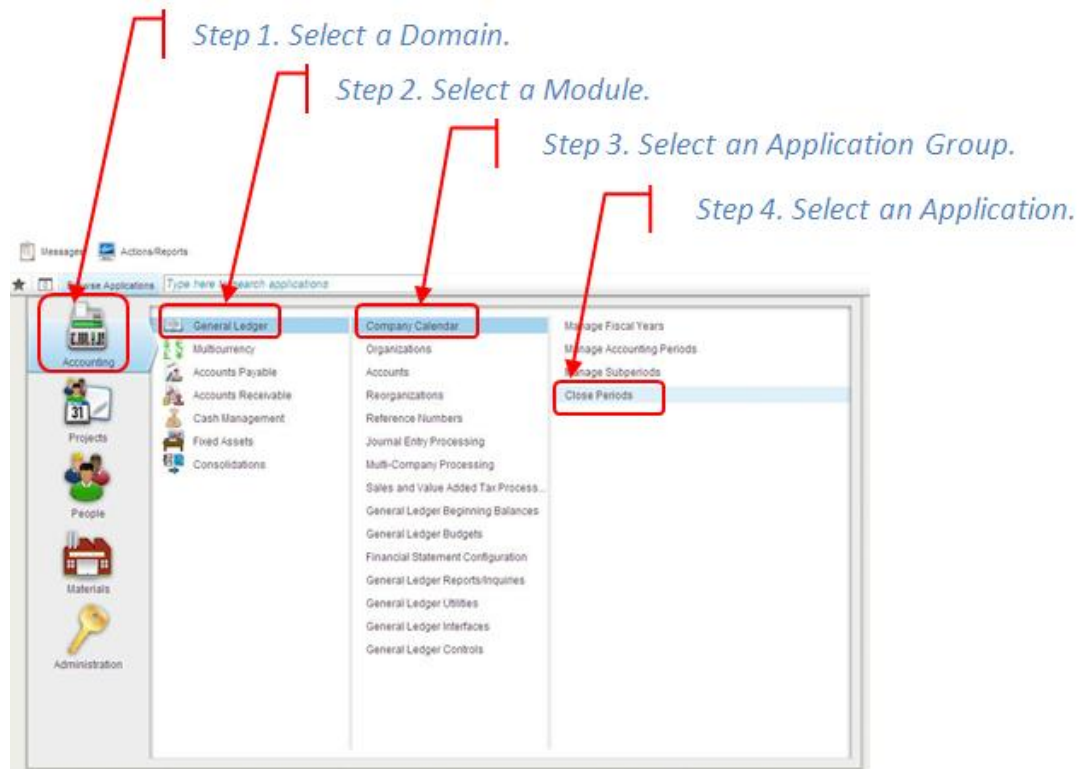 Step 1. Select a Domain.
Step 2. Select a Module.
Step 3. Select an Application Group.
Step 4. Select an Application.
Messages Actions/Reports
Browse Applications Type here to search applications
Accounting
31
Projects
People
Materials
Administration
General Ledger
Multicurrency
Accounts Payable
Accounts Receivable
Cash Management
Fixed Assets
Consolidations
Company Calendar
Organizations
Accounts
Reorganizations
Reference Numbers
Journal Entry Processing
Multi-Company Processing
Sales and Value Added Tax Process...
General Ledger Beginning Balances
General Ledger Budgets
Financial Statement Configuration
General Ledger Reports/Inquiries
General Ledger Utilities
General Ledger Interfaces
General Ledger Controls
Manage Fiscal Years
Manage Accounting Periods
Manage Subperiods
Close Periods